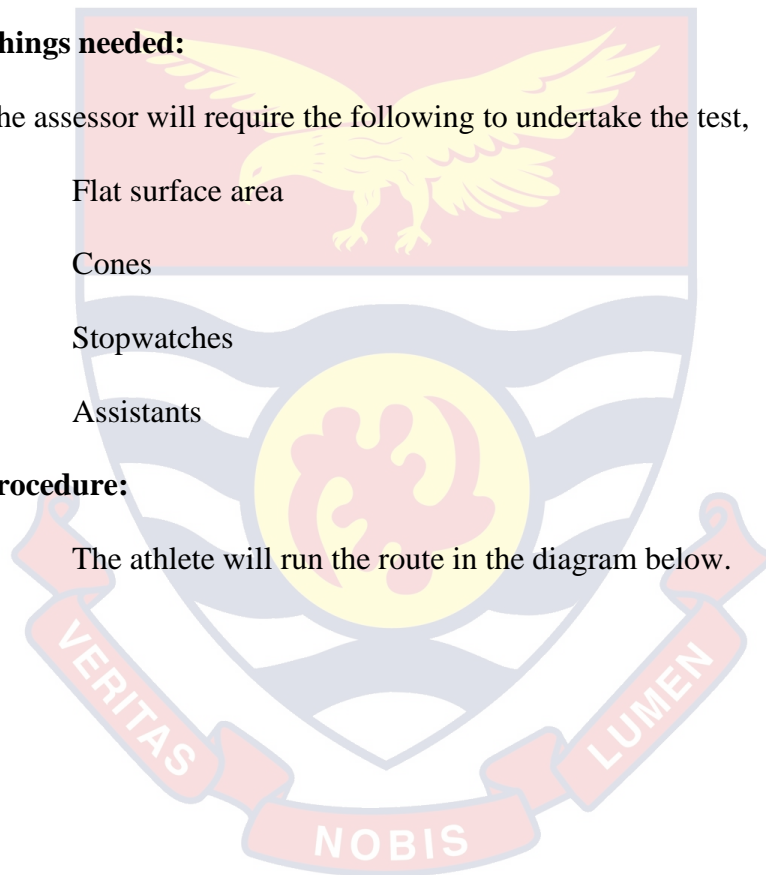 hings needed:
he assessor will require the following to undertake the test,
Flat surface area
Cones
Stopwatches
Assistants
rocedure:
The athlete will run the route in the diagram below.
VERITAS
NOBIS
LUMEN